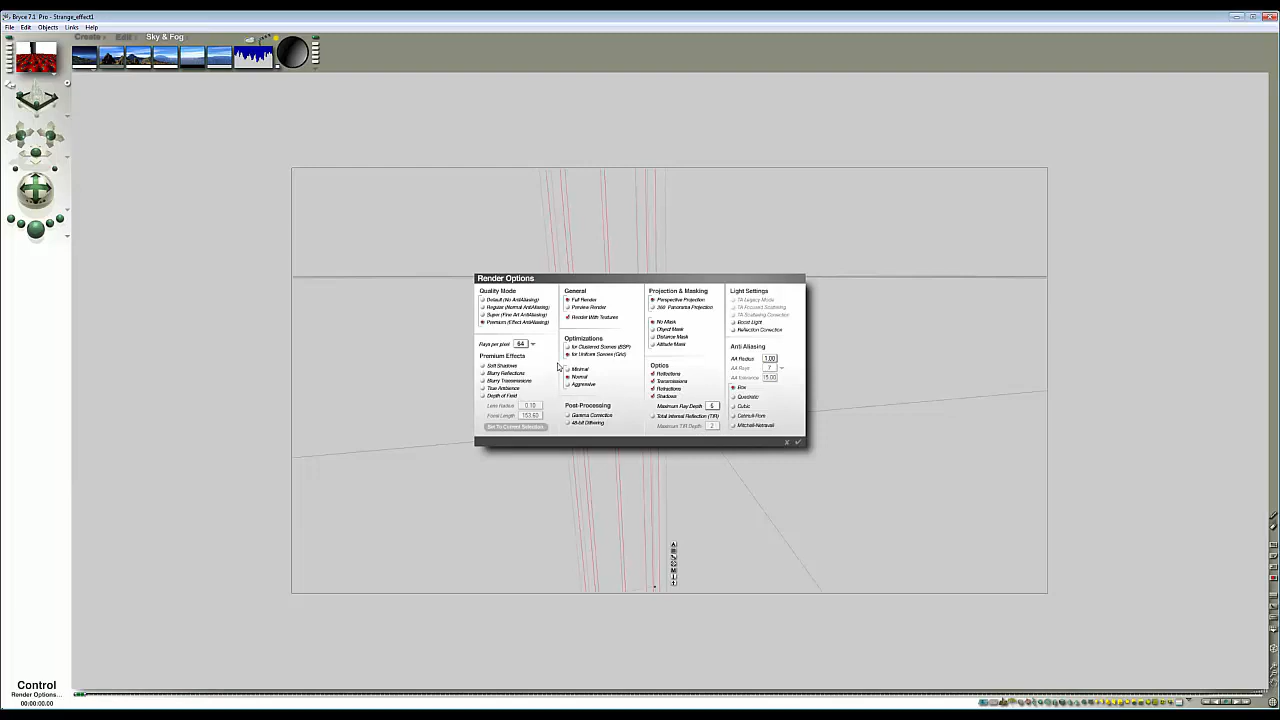 Bryce 7.1 Pro - Strange_effect1
File Edit Objects Links Help
Create Edit Sky & Fog
Render Options
Quality Mode
Default (No AntiAliasing)
Regular (Normal AntiAliasing)
Super (Fine Art AntiAliasing)
Premium (Effect AntiAliasing)
Rays per pixel 64
Premium Effects
Soft Shadows
Blurry Reflections
Blurry Transmissions
True Ambience
Depth of Field
Lens Radius 0.10
Focal Length 153.60
Set To Current Selection
General
Full Render
Preview Render
Render With Textures
Optimizations
for Clustered Scenes (BSP)
for Uniform Scenes (Grid)
Minimal
Normal
Aggressive
Post-Processing
Gamma Correction
48-bit Dithering
Projection & Masking
Perspective Projection
360 Panorama Projection
No Mask
Object Mask
Distance Mask
Altitude Mask
Optics
Reflections
Transmissions
Refractions
Shadows
Maximum Ray Depth 6
Total Internal Reflection (TIR)
Maximum TIR Depth 2
Light Settings
TA Legacy Mode
TA Focused Scattering
TA Scattering Correction
Boost Light
Reflection Correction
Anti Aliasing
AA Radius 1.00
AA Rays 7
AA tolerance 15.00
Box
Quadratic
Cubic
Catmull-Rom
Mitchell-Netravali
A
M
Control
Render Options...
00:00:00.00